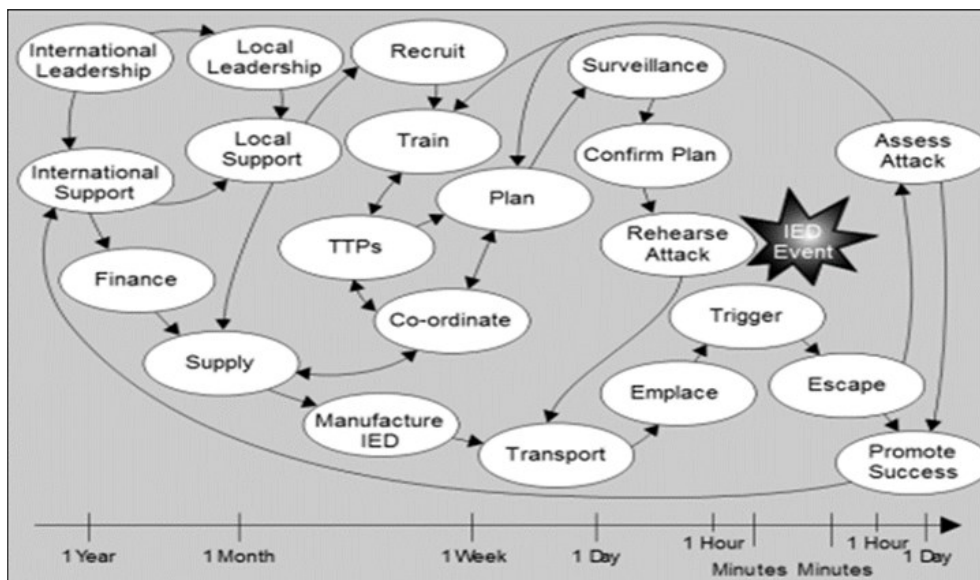 International
Leadership
Local
Leadership
Recruit
Surveillance
International
Support
Local
Support
Train
Confirm Plan
Assess
Attack
Plan
TTPs
Rehearse
Attack
IED
Event
Finance
Co-ordinate
Trigger
Supply
Emplace
Escape
Manufacture
IED
Transport
Promote
Success
1 Year
1 Month
1 Week
1 Day
1 Hour
Minutes
Minutes
1 Hour
1 Day